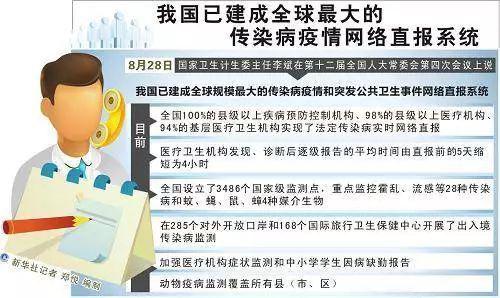 我国已建成全球最大的
传染病疫情网络直报系统
8月28日
国家卫生计生委主任李斌在第十二届全国人大常委会第四次会议上说
我国已建成全球规模最大的传染病疫情和突发公共卫生事件网络直报系统
目前
全国100%的县级以上疾病预防控制机构、98%的县级以上医疗机构、
94%的基层医疗卫生机构实现了法定传染病实时网络直报
医疗卫生机构发现、诊断后逐级报告的平均时间由直报前的5天缩
短为4小时
全国设立了3486个国家级监测点，重点监控霍乱、流感等28种传染
病和蚊、蝇、鼠、蟑4种媒介生物
在285个对外开放口岸和168个国际旅行卫生保健中心开展了出入境
传染病监测
加强医疗机构症状监测和中小学学生因病缺勤报告
动物疫病监测覆盖所有县（市、区）
新华社记者 郑悦 编制